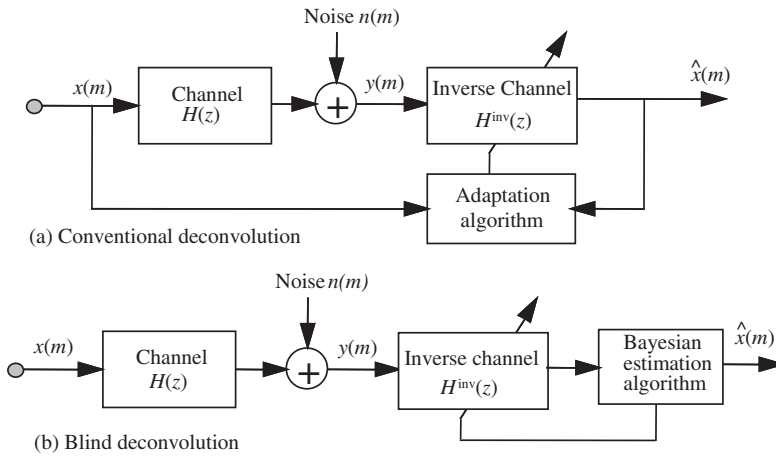 Noise n(m)
x(m)
Channel
H(z)
+
y(m)
Inverse Channel
H^inv(z)
x̂(m)
Adaptation
algorithm
(a) Conventional deconvolution
Noise n(m)
x(m)
Channel
H(z)
+
y(m)
Inverse channel
H^inv(z)
Bayesian
estimation
algorithm
x̂(m)
(b) Blind deconvolution